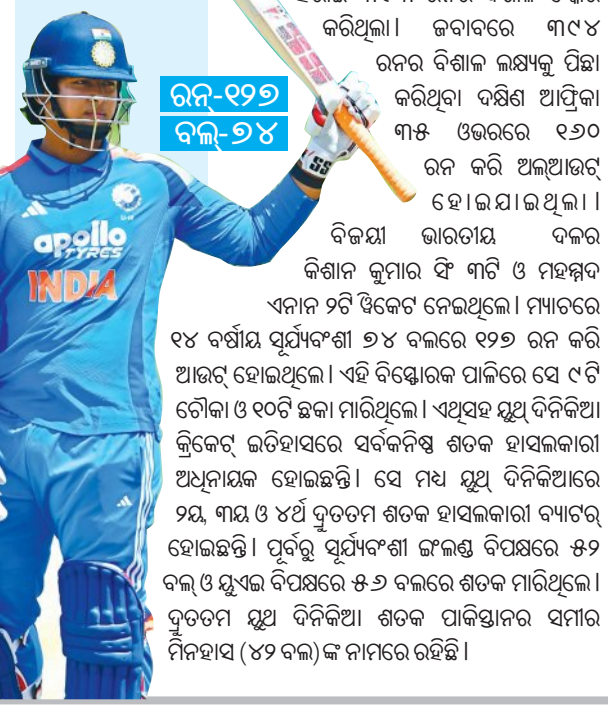 କରିଥିଲା। ଜବାବରେ ୩୯୪
ରନର ବିଶାଳ ଲକ୍ଷ୍ୟକୁ ପିଛା
କରିଥିବା ଦକ୍ଷିଣ ଆଫ୍ରିକା
୩୫ ଓଭରରେ ୧୬୦
ରନ କରି ଅଲ୍‌ଆଉଟ୍
ହୋଇଯାଇଥିଲା।
ବିଜୟୀ ଭାରତୀୟ ଦଳର
କିଶାନ କୁମାର ସିଂ ୩ଟି ଓ ମହମ୍ମଦ
ଏନାନ ୨ଟି ୱିକେଟ ନେଇଥିଲେ। ମ୍ୟାଚରେ
୧୪ ବର୍ଷୀୟ ସୂର୍ଯ୍ୟବଂଶୀ ୭୪ ବଲରେ ୧୨୭ ରନ କରି
ଆଉଟ୍ ହୋଇଥିଲେ। ଏହି ବିସ୍ଫୋରକ ପାଳିରେ ସେ ୯ଟି
ଚୌକା ଓ ୧୦ଟି ଛକା ମାରିଥିଲେ। ଏଥିସହ ୟୁଥ୍ ଦିନିକିଆ
କ୍ରିକେଟ୍ ଇତିହାସରେ ସର୍ବକନିଷ୍ଠ ଶତକ ହାସଲକାରୀ
ଅଧିନାୟକ ହୋଇଛନ୍ତି। ସେ ମଧ୍ୟ ୟୁଥ୍ ଦିନିକିଆରେ
୨ୟ, ୩ୟ ଓ ୪ର୍ଥ ଦ୍ରୁତତମ ଶତକ ହାସଲକାରୀ ବ୍ୟାଟର୍
ହୋଇଛନ୍ତି। ପୂର୍ବରୁ ସୂର୍ଯ୍ୟବଂଶୀ ଇଂଲଣ୍ଡ ବିପକ୍ଷରେ ୫୨
ବଲ୍ ଓ ୟୁଏଇ ବିପକ୍ଷରେ ୫୬ ବଲରେ ଶତକ ମାରିଥିଲେ।
ଦ୍ରୁତତମ ୟୁଥ ଦିନିକିଆ ଶତକ ପାକିସ୍ତାନର ସମୀର
ମିନହାସ (୪୨ ବଲ)ଙ୍କ ନାମରେ ରହିଛି।
ରନ୍-୧୨୭
ବଲ୍-୭୪
apollo
TYRES
INDIA
SS